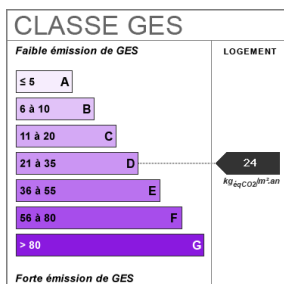 CLASSE GES
Faible émission de GES
LOGEMENT
≤ 5 A
6 à 10 B
11 à 20 C
21 à 35 D
24
kgéqCO2/m².an
36 à 55 E
56 à 80 F
> 80 G
Forte émission de GES